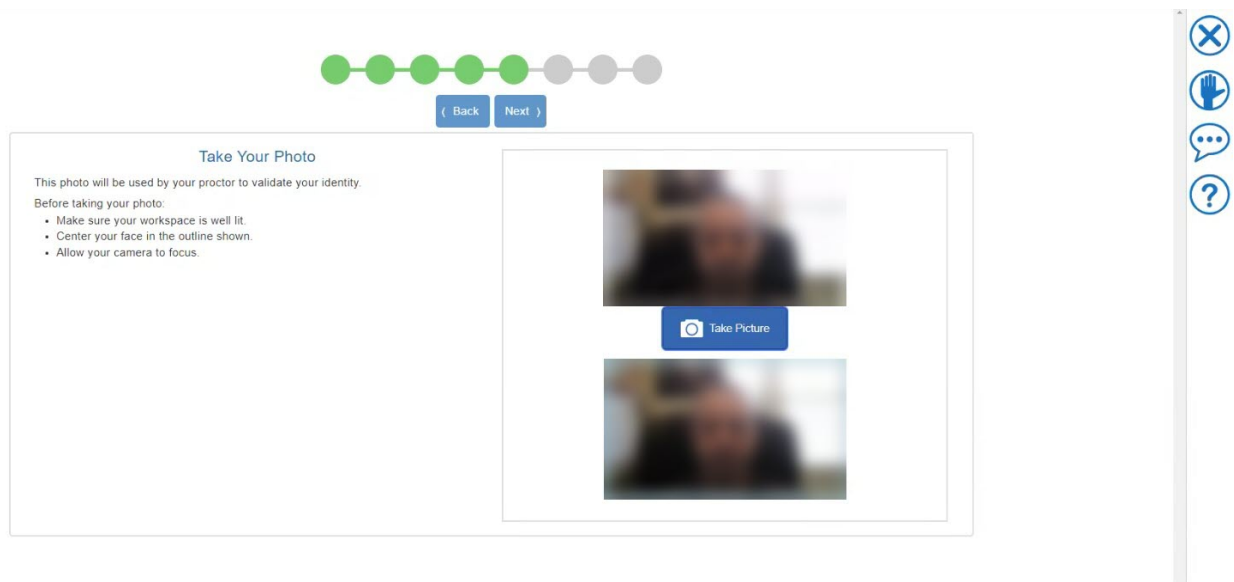 ⟨ Back Next ⟩
Take Your Photo
This photo will be used by your proctor to validate your identity.
Before taking your photo:
• Make sure your workspace is well lit.
• Center your face in the outline shown.
• Allow your camera to focus.
Take Picture
?